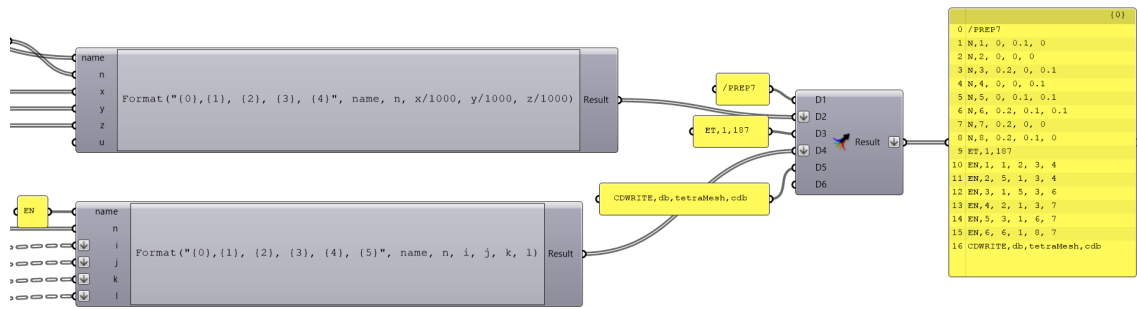 name
n
x
y
z
u
Format("{0},{1}, {2}, {3}, {4}", name, n, x/1000, y/1000, z/1000)
Result
EN
name
n
i
j
k
l
Format("{0},{1}, {2}, {3}, {4}, {5}", name, n, i, j, k, l)
Result
/PREP7
ET,1,187
CDWRITE,db,tetraMesh,cdb
D1
D2
D3
D4
D5
D6
Result
{0}
0 /PREP7
1 N,1, 0, 0.1, 0
2 N,2, 0, 0, 0
3 N,3, 0.2, 0, 0.1
4 N,4, 0, 0, 0.1
5 N,5, 0, 0.1, 0.1
6 N,6, 0.2, 0.1, 0.1
7 N,7, 0.2, 0, 0
8 N,8, 0.2, 0.1, 0
9 ET,1,187
10 EN,1, 1, 2, 3, 4
11 EN,2, 5, 1, 3, 4
12 EN,3, 1, 5, 3, 6
13 EN,4, 2, 1, 3, 7
14 EN,5, 3, 1, 6, 7
15 EN,6, 6, 1, 8, 7
16 CDWRITE,db,tetraMesh,cdb